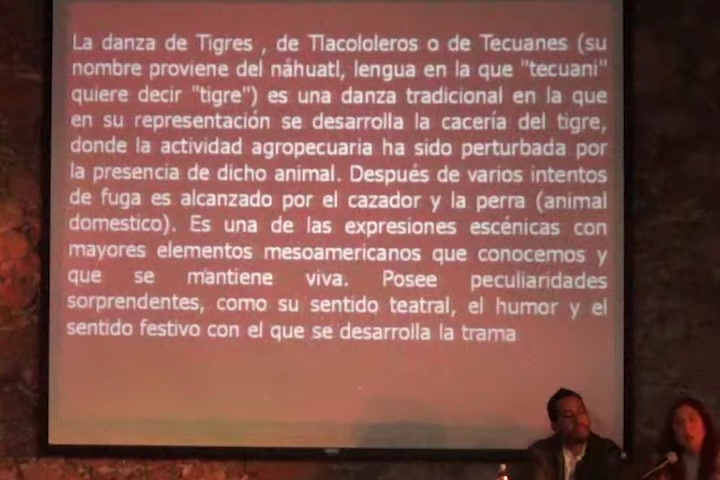 La danza de Tigres , de Tlacololeros o de Tecuanes (su
nombre proviene del náhuatl, lengua en la que "tecuani"
quiere decir "tigre") es una danza tradicional en la que
en su representación se desarrolla la cacería del tigre,
donde la actividad agropecuaria ha sido perturbada por
la presencia de dicho animal. Después de varios intentos
de fuga es alcanzado por el cazador y la perra (animal
domestico). Es una de las expresiones escénicas con
mayores elementos mesoamericanos que conocemos y
que se mantiene viva. Posee peculiaridades
sorprendentes, como su sentido teatral, el humor y el
sentido festivo con el que se desarrolla la trama